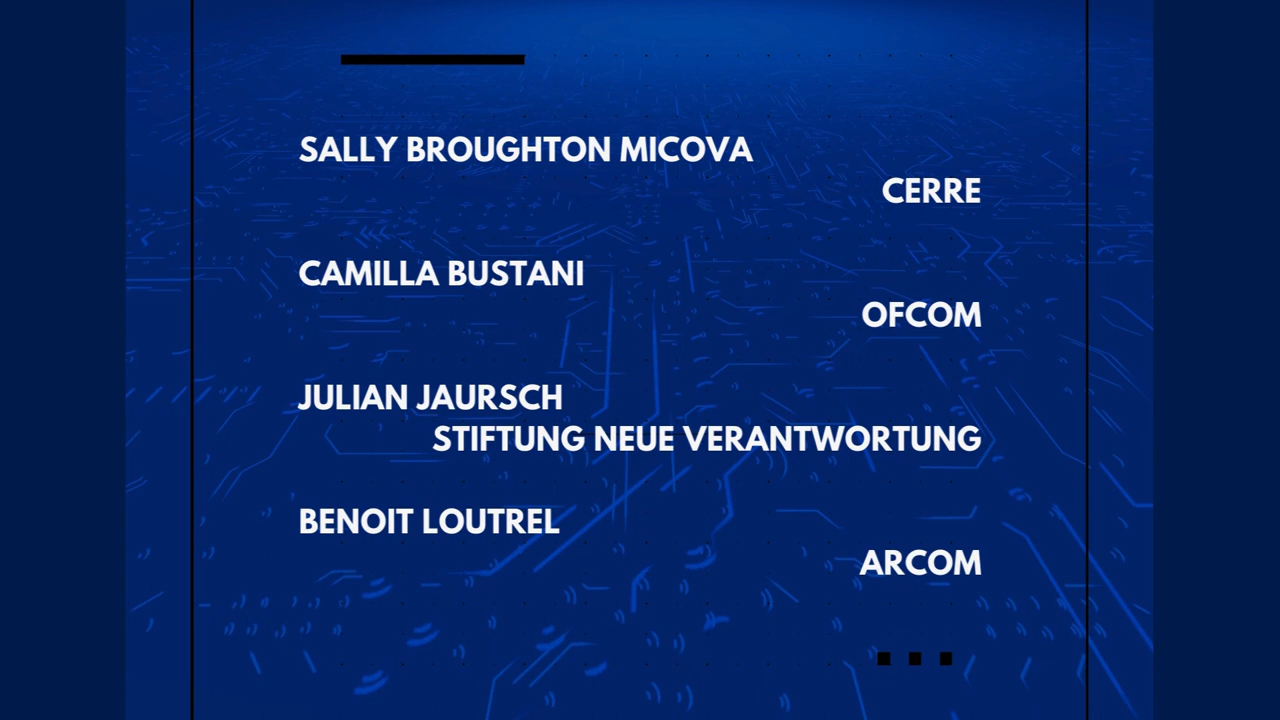 SALLY BROUGHTON MICOVA
CERRE
CAMILLA BUSTANI
OFCOM
JULIAN JAURSCH
STIFTUNG NEUE VERANTWORTUNG
BENOIT LOUTREL
ARCOM